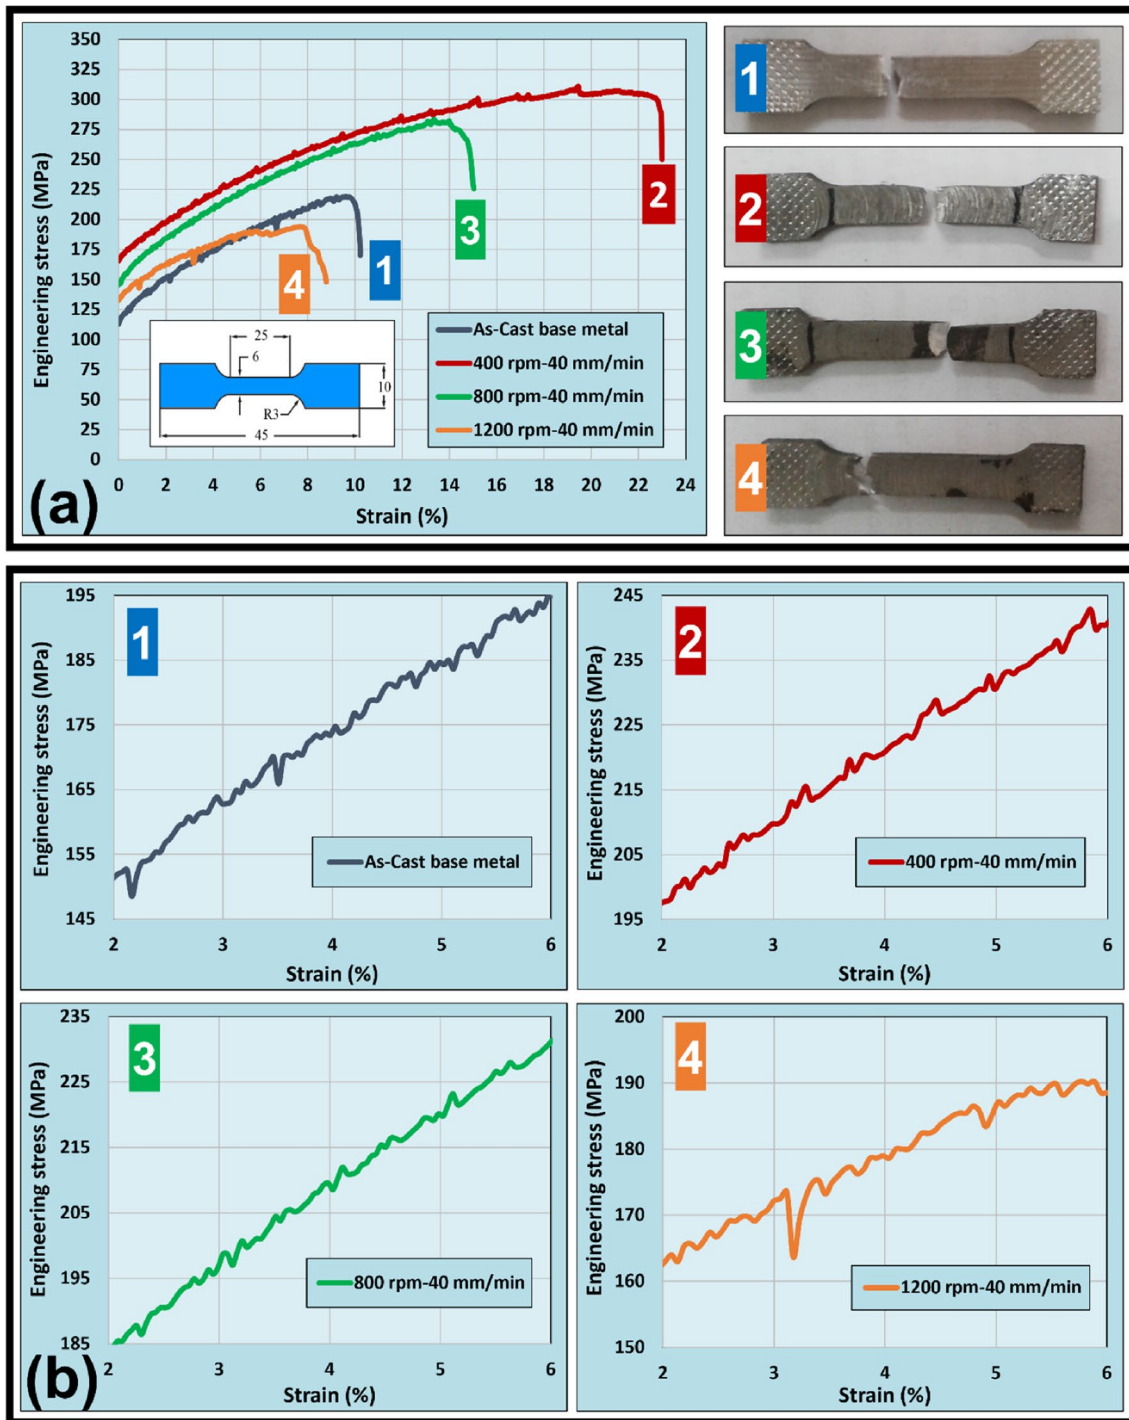 350
325
300
275
250
225
200
175
150
125
100
75
50
25
0
Engineering stress (MPa)
0 2 4 6 8 10 12 14 16 18 20 22 24
Strain (%)
2
3
1
4
25
6
10
R3
45
As-Cast base metal
400 rpm-40 mm/min
800 rpm-40 mm/min
1200 rpm-40 mm/min
(a)
1
2
3
4
1
195
185
175
165
155
145
Engineering stress (MPa)
As-Cast base metal
2 3 4 5 6
Strain (%)
2
245
235
225
215
205
195
Engineering stress (MPa)
400 rpm-40 mm/min
2 3 4 5 6
Strain (%)
3
235
225
215
205
195
185
Engineering stress (MPa)
800 rpm-40 mm/min
2 3 4 5 6
Strain (%)
4
200
190
180
170
160
150
Engineering stress (MPa)
1200 rpm-40 mm/min
2 3 4 5 6
Strain (%)
(b)